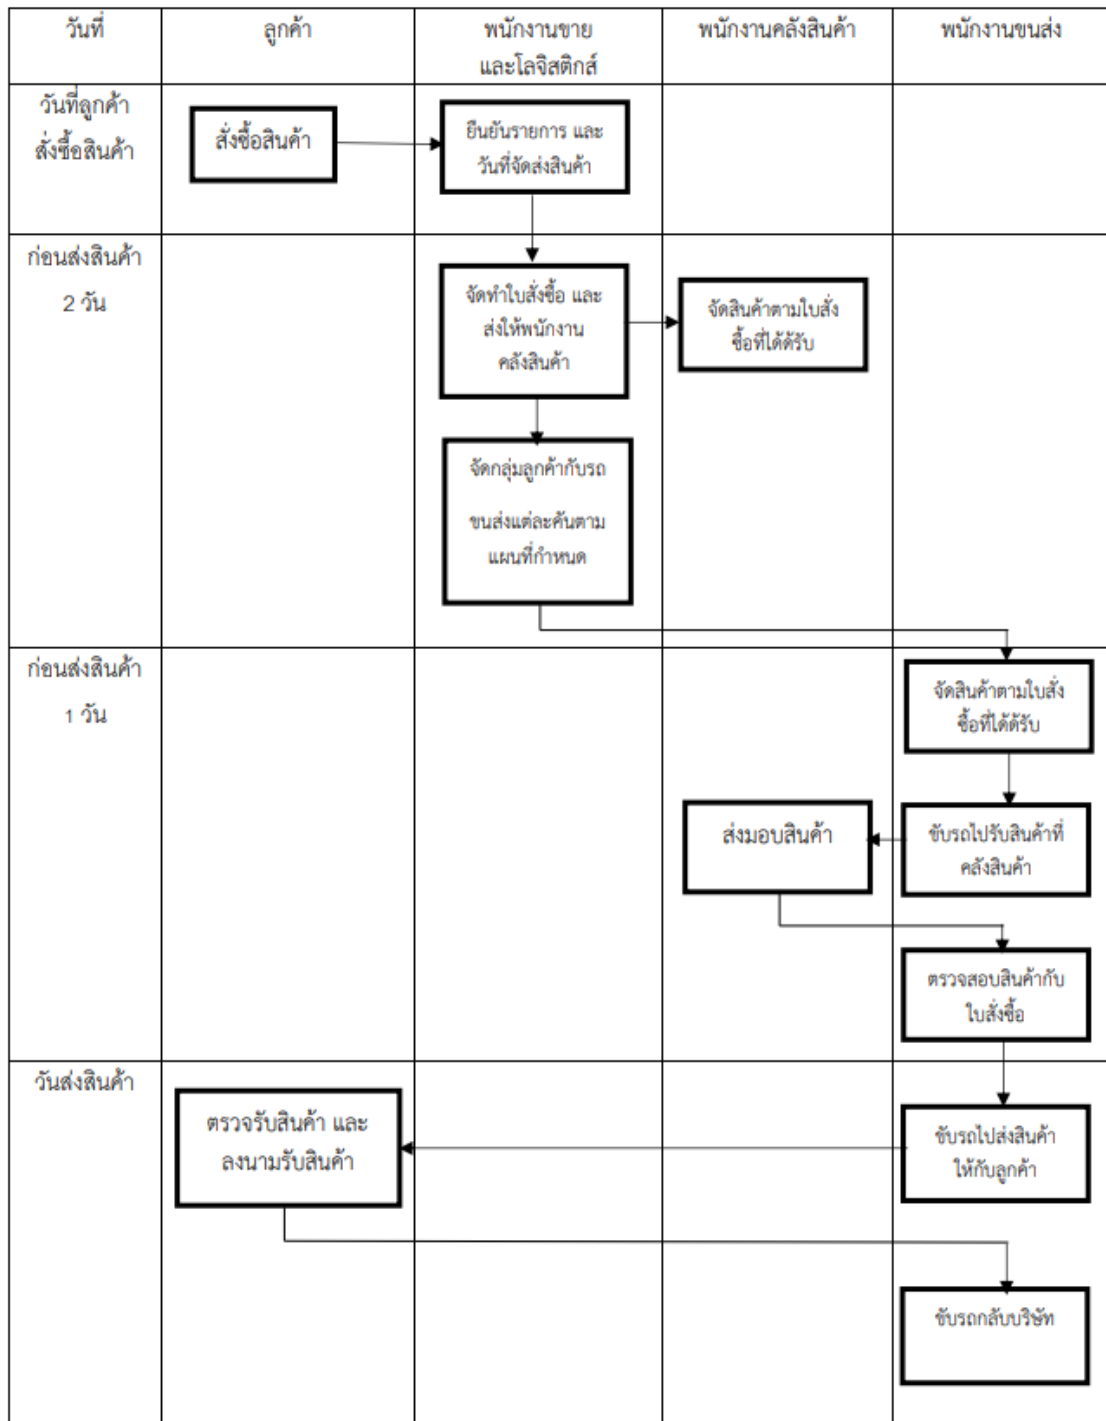 วันที่
ลูกค้า
พนักงานขาย
และโลจิสติกส์
พนักงานคลังสินค้า
พนักงานขนส่ง
วันที่ลูกค้า
สั่งซื้อสินค้า
สั่งซื้อสินค้า
ยืนยันรายการ และ
วันที่จัดส่งสินค้า
ก่อนส่งสินค้า
2 วัน
จัดทำใบสั่งซื้อ และ
ส่งให้พนักงาน
คลังสินค้า
จัดสินค้าตามใบสั่ง
ซื้อที่ได้ด้รับ
จัดกลุ่มลูกค้ากับรถ
ขนส่งแต่ละคันตาม
แผนที่กำหนด
ก่อนส่งสินค้า
1 วัน
จัดสินค้าตามใบสั่ง
ซื้อที่ได้ด้รับ
ส่งมอบสินค้า
ขับรถไปรับสินค้าที่
คลังสินค้า
ตรวจสอบสินค้ากับ
ใบสั่งซื้อ
วันส่งสินค้า
ตรวจรับสินค้า และ
ลงนามรับสินค้า
ขับรถไปส่งสินค้า
ให้กับลูกค้า
ขับรถกลับบริษัท